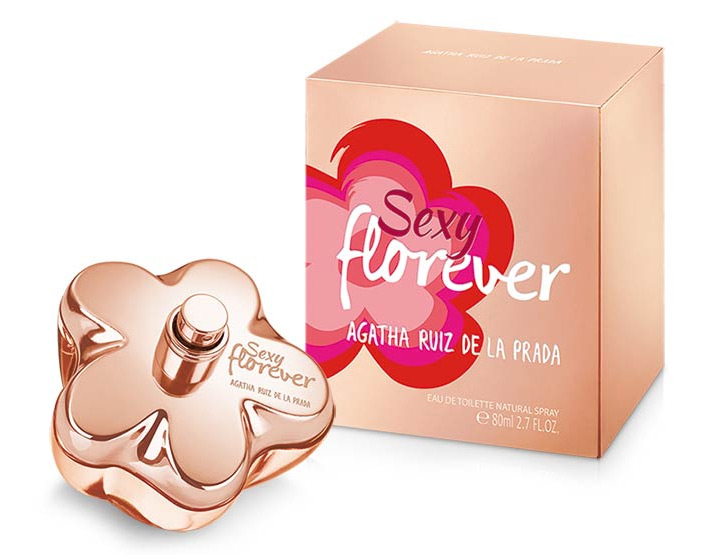 AGATHA RUIZ DE LA PRADA
Sexy
florever
AGATHA RUIZ DE LA PRADA
EAU DE TOILETTE NATURAL SPRAY
℮ 80ml 2.7 FL.OZ.
Sexy
florever
AGATHA RUIZ DE LA PRADA